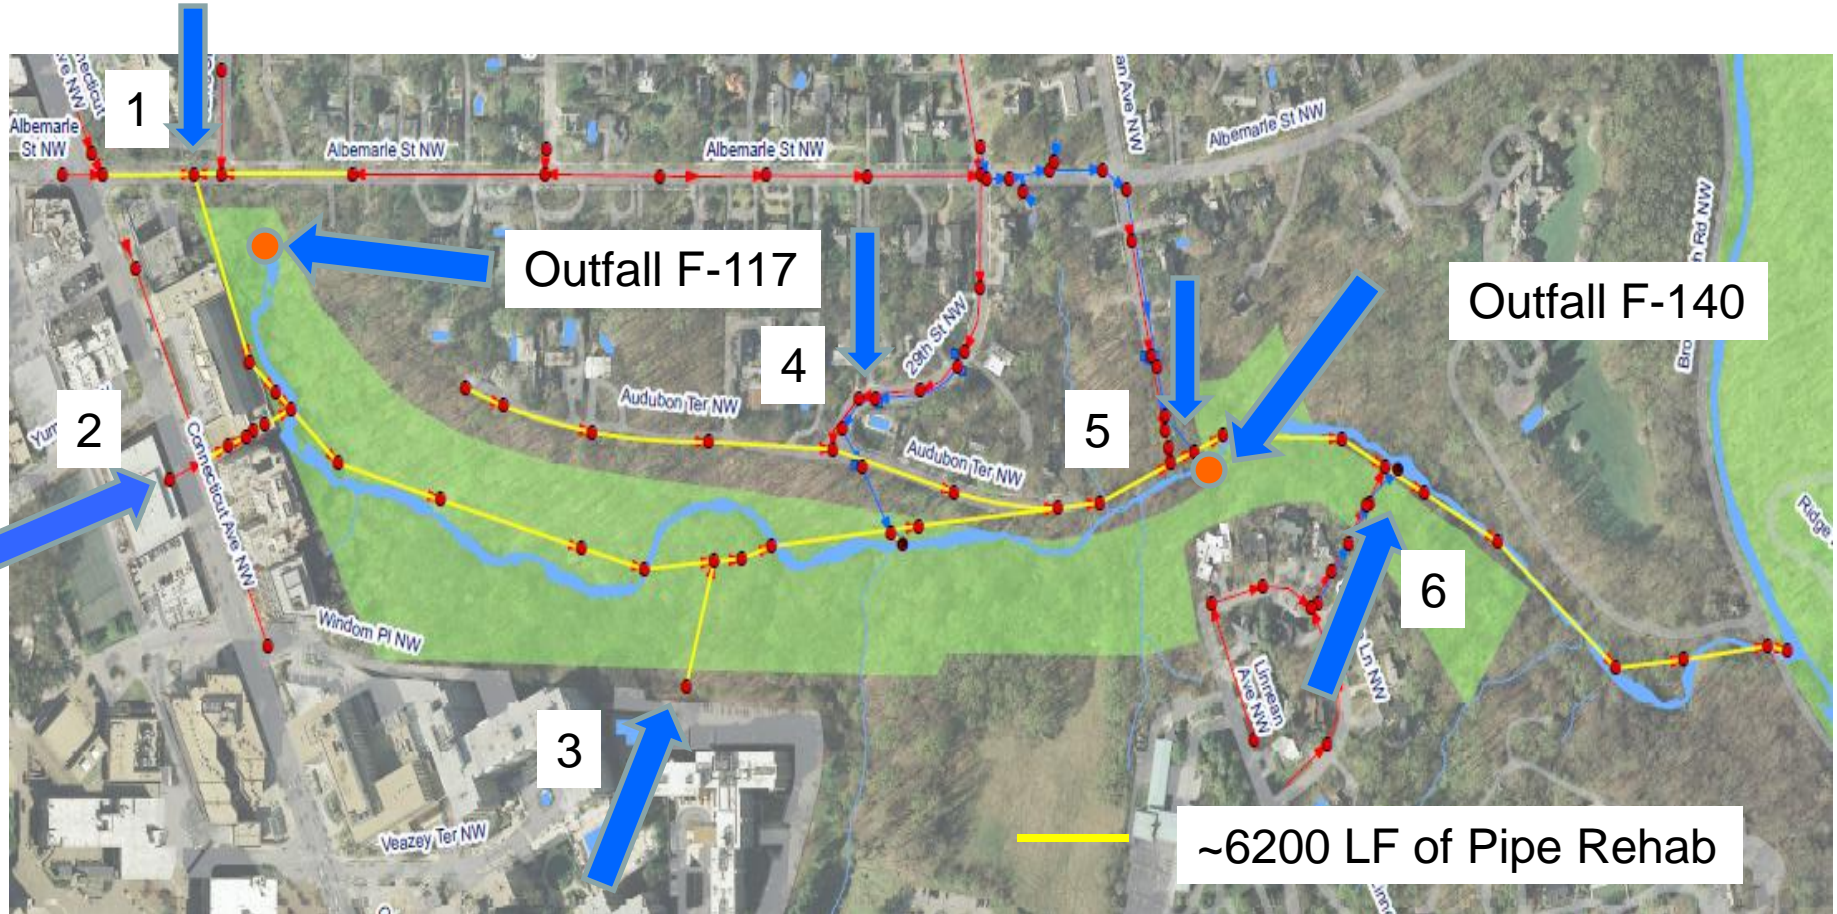 1
Albemarle
St NW
Albemarle St NW
Albemarle St NW
Albemarle St NW
Outfall F-117
Outfall F-140
4
29th St NW
Audubon Ter NW
Audubon Ter NW
2
5
Connecticut Ave NW
6
Windom Pl NW
Linnean
Ave NW
Ln NW
3
Veazey Ter NW
~6200 LF of Pipe Rehab